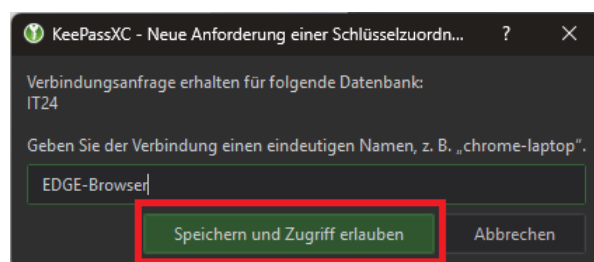 KeePassXC - Neue Anforderung einer Schlüsselzuordn... ?
Verbindungsanfrage erhalten für folgende Datenbank:
IT24
Geben Sie der Verbindung einen eindeutigen Namen, z. B. „chrome-laptop“.
EDGE-Browser
Speichern und Zugriff erlauben Abbrechen